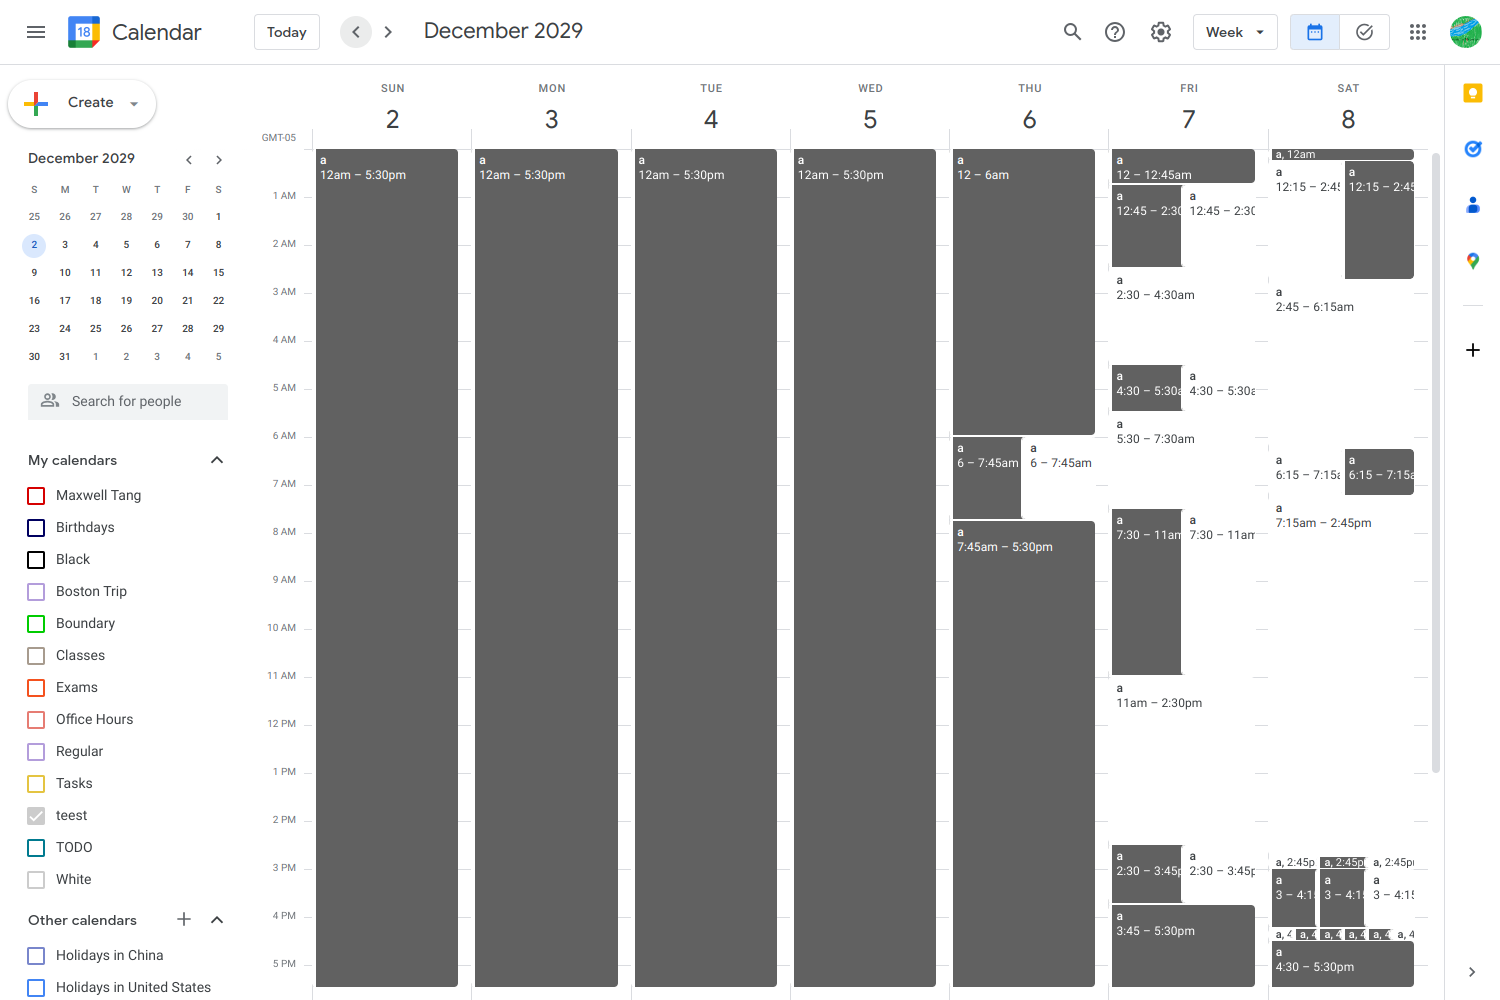 18 Calendar Today December 2029 Week
Create
December 2029
S M T W T F S
25 26 27 28 29 30 1
2 3 4 5 6 7 8
9 10 11 12 13 14 15
16 17 18 19 20 21 22
23 24 25 26 27 28 29
30 31 1 2 3 4 5
Search for people
My calendars
Maxwell Tang
Birthdays
Black
Boston Trip
Boundary
Classes
Exams
Office Hours
Regular
Tasks
teest
TODO
White
Other calendars
Holidays in China
Holidays in United States
GMT-05
SUN MON TUE WED THU FRI SAT
2 3 4 5 6 7 8
1 AM
2 AM
3 AM
4 AM
5 AM
6 AM
7 AM
8 AM
9 AM
10 AM
11 AM
12 PM
1 PM
2 PM
3 PM
4 PM
5 PM
a
12am – 5:30pm
a
12am – 5:30pm
a
12am – 5:30pm
a
12am – 5:30pm
a
12 – 6am
a
6 – 7:45am
a
6 – 7:45am
a
7:45am – 5:30pm
a
12 – 12:45am
a
12:45 – 2:30
a
12:45 – 2:30
a
2:30 – 4:30am
a
4:30 – 5:30a
a
4:30 – 5:30a
a
5:30 – 7:30am
a
7:30 – 11am
a
7:30 – 11am
a
11am – 2:30pm
a
2:30 – 3:45p
a
2:30 – 3:45p
a
3:45 – 5:30pm
a, 12am
a
12:15 – 2:45
a
12:15 – 2:45
a
2:45 – 6:15am
a
6:15 – 7:15a
a
6:15 – 7:15a
a
7:15am – 2:45pm
a, 2:45p
a, 2:45p
a, 2:45p
a
3 – 4:15
a
3 – 4:15
a
3 – 4:15
a, 4
a, 4
a, 4
a, 4
a, 4
a, 4
a
4:30 – 5:30pm